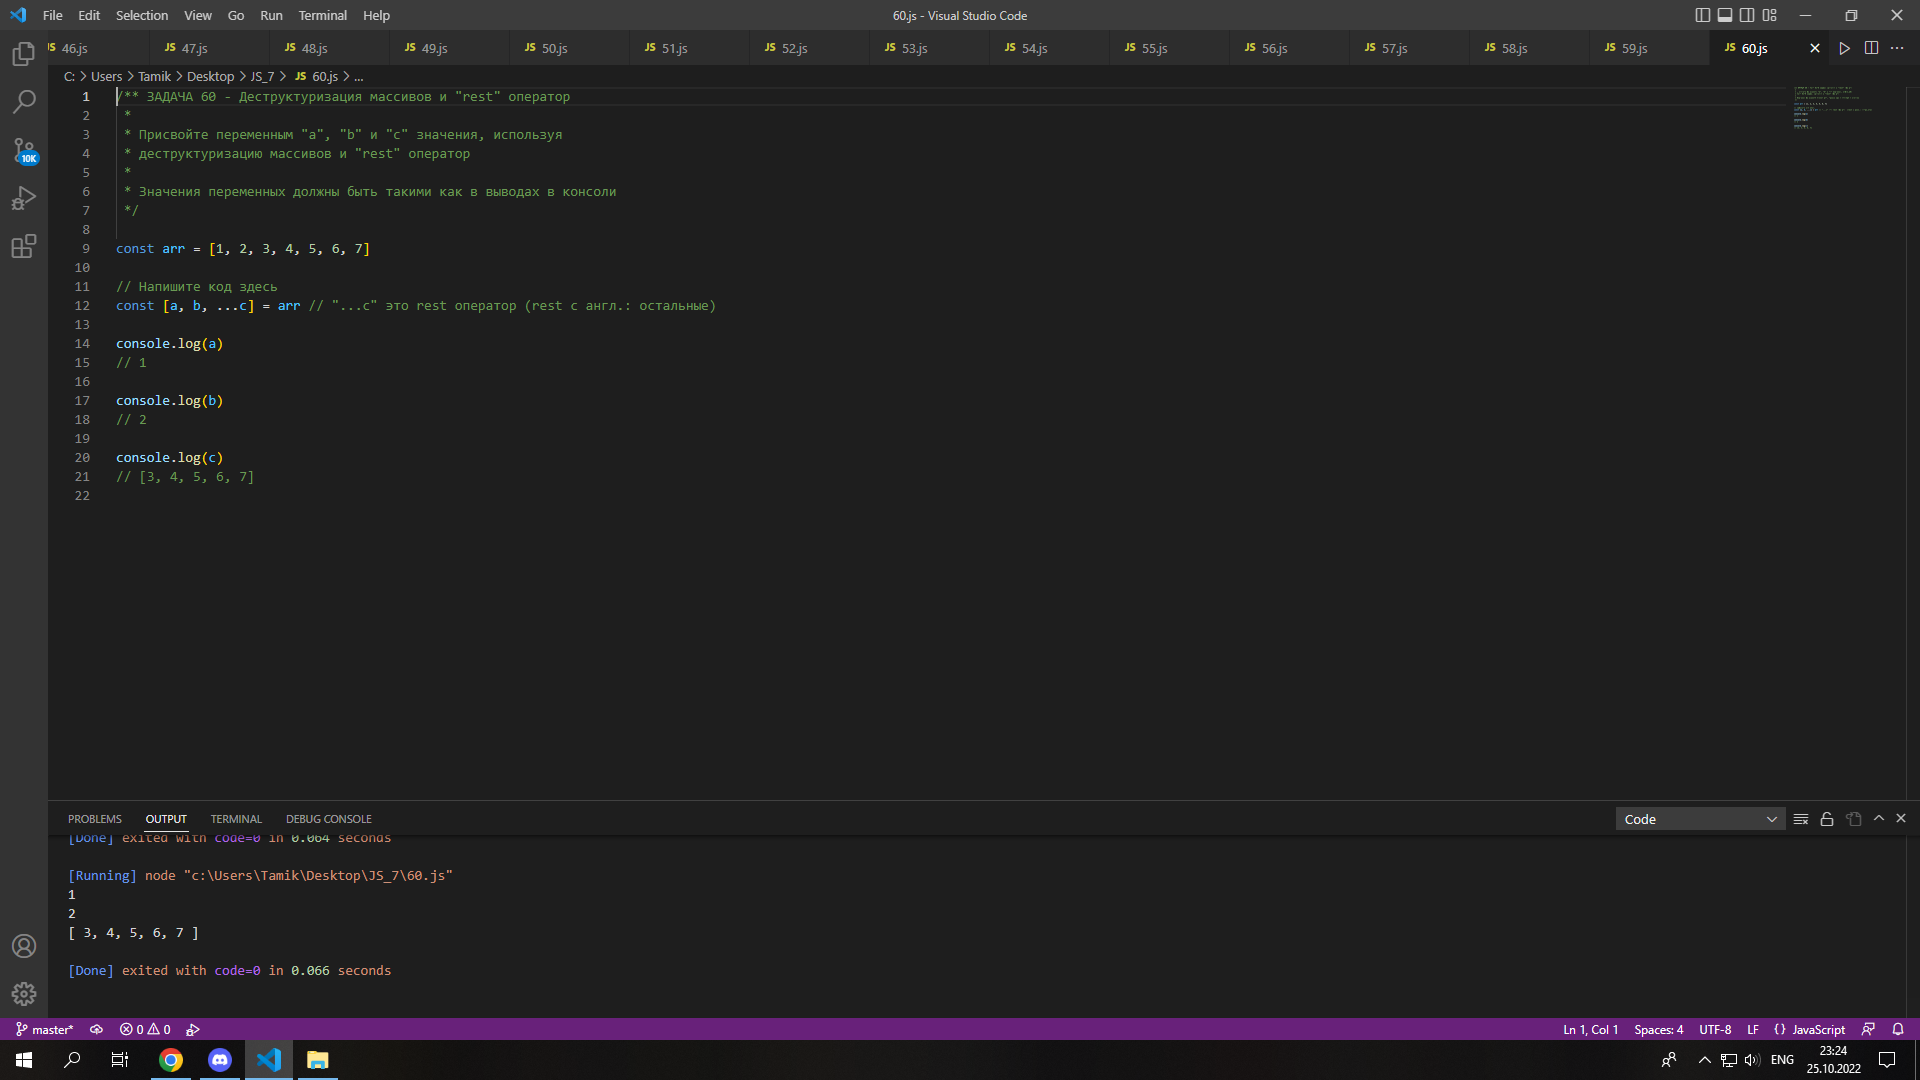 File Edit Selection View Go Run Terminal Help
60.js - Visual Studio Code
JS 46.js JS 47.js JS 48.js JS 49.js JS 50.js JS 51.js JS 52.js JS 53.js JS 54.js JS 55.js JS 56.js JS 57.js JS 58.js JS 59.js JS 60.js
C: > Users > Tamik > Desktop > JS_7 > JS 60.js > ...
10K
1 /** ЗАДАЧА 60 - Деструктуризация массивов и "rest" оператор
2 *
3 * Присвойте переменным "a", "b" и "c" значения, используя
4 * деструктуризацию массивов и "rest" оператор
5 *
6 * Значения переменных должны быть такими как в выводах в консоли
7 */
8
9 const arr = [1, 2, 3, 4, 5, 6, 7]
10
11 // Напишите код здесь
12 const [a, b, ...c] = arr // "...c" это rest оператор (rest с англ.: остальные)
13
14 console.log(a)
15 // 1
16
17 console.log(b)
18 // 2
19
20 console.log(c)
21 // [3, 4, 5, 6, 7]
22
PROBLEMS OUTPUT TERMINAL DEBUG CONSOLE
Code
[Done] exited with code=0 in 0.064 seconds
[Running] node "c:\Users\Tamik\Desktop\JS_7\60.js"
1
2
[ 3, 4, 5, 6, 7 ]
[Done] exited with code=0 in 0.066 seconds
master* 0 0
Ln 1, Col 1 Spaces: 4 UTF-8 LF {} JavaScript
ENG
23:24
25.10.2022